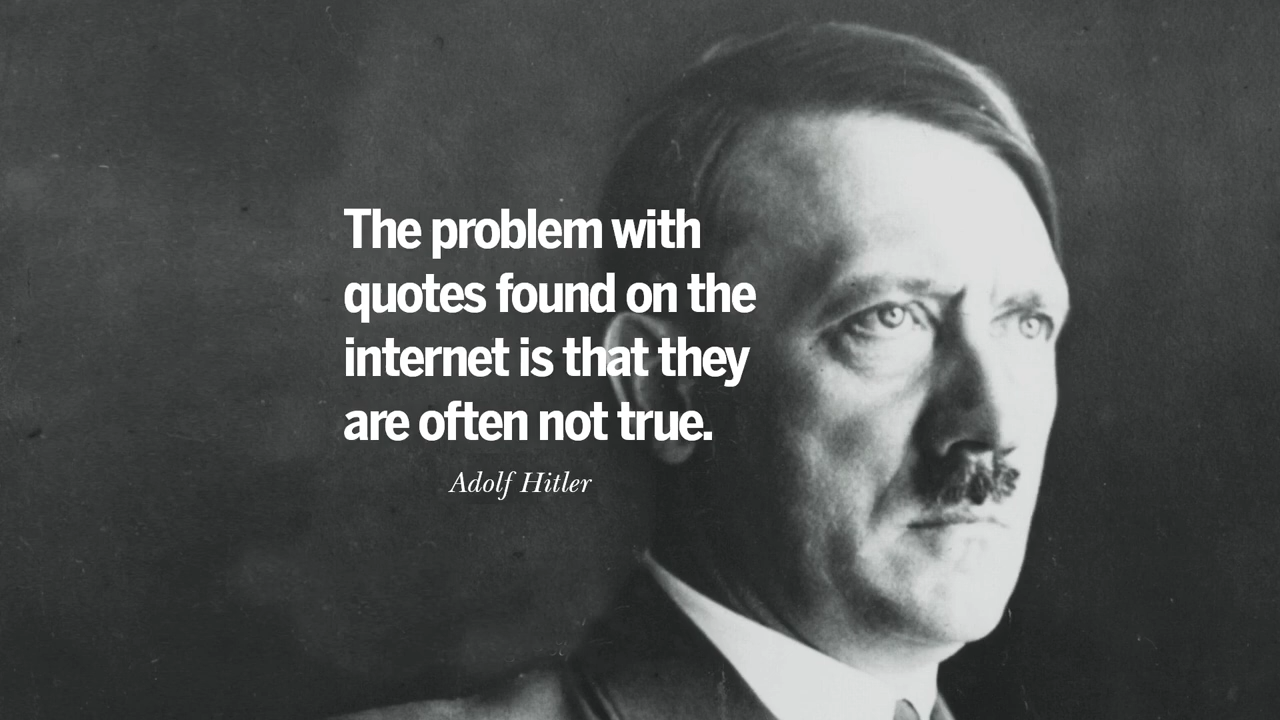 The problem with
quotes found on the
internet is that they
are often not true.
Adolf Hitler